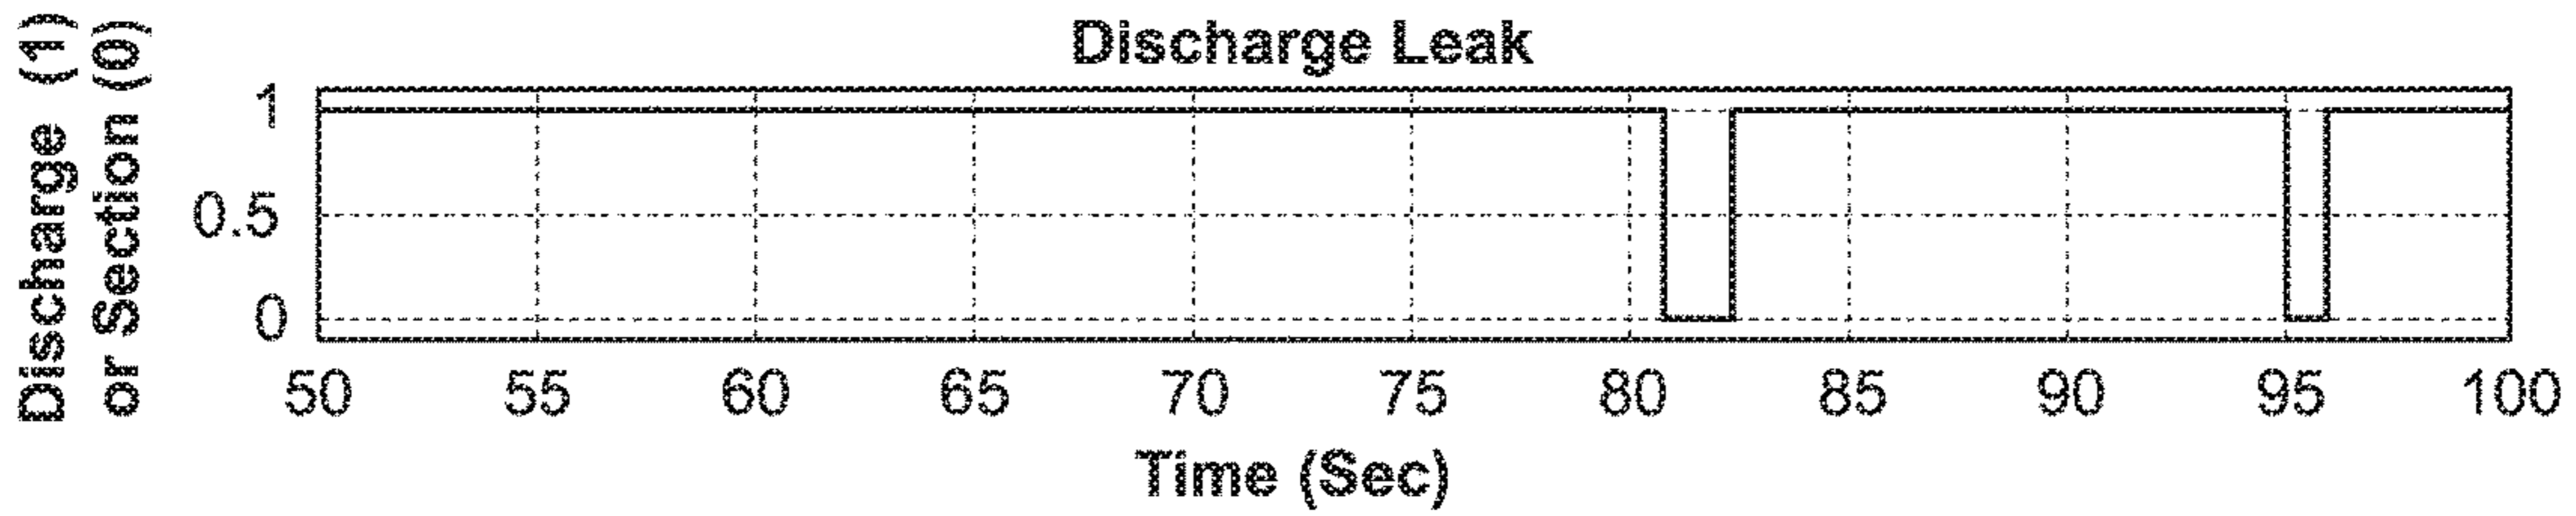 Discharge Leak
Discharge (1)
or Section (0)
1
0.5
0
50 55 60 65 70 75 80 85 90 95 100
Time (Sec)